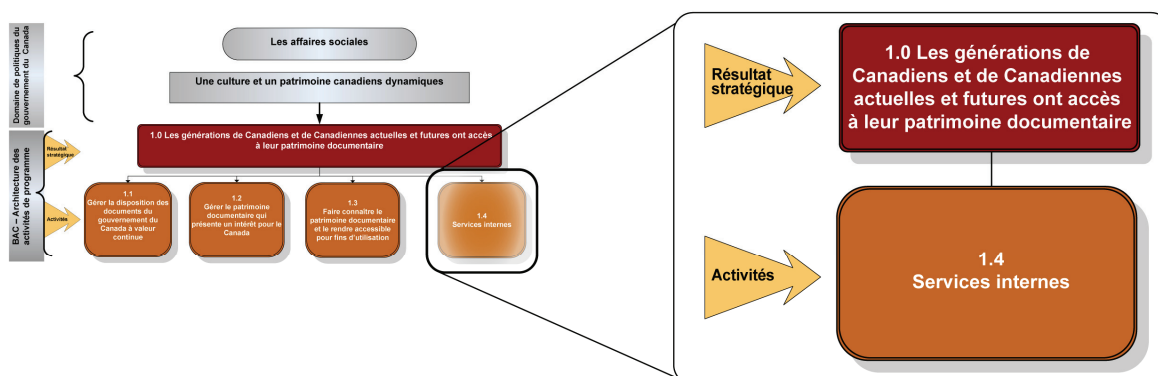 Domaine de politiques du
gouvernement du Canada
Les affaires sociales
Une culture et un patrimoine canadiens dynamiques
BAC – Architecture des
activités de programme
Résultat
stratégique
1.0 Les générations de Canadiens et de Canadiennes actuelles et futures ont accès
à leur patrimoine documentaire
Activités
1.1
Gérer la disposition des
documents du
gouvernement du
Canada à valeur
continue
1.2
Gérer le patrimoine
documentaire qui
présente un intérêt pour le
Canada
1.3
Faire connaître le
patrimoine documentaire
et le rendre accessible
pour fins d'utilisation
1.4
Services internes
Résultat
stratégique
1.0 Les générations de
Canadiens et de Canadiennes
actuelles et futures ont accès
à leur patrimoine documentaire
Activités
1.4
Services internes